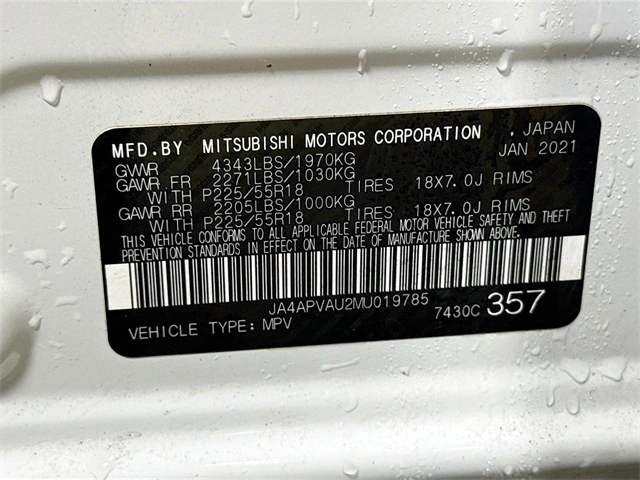 MFD.BY MITSUBISHI MOTORS CORPORATION . JAPAN
GVWR 4343LBS/1970KG JAN 2021
GAWR FR 2271LBS/1030KG
WITH P225/55R18 TIRES 18X7.0J RIMS
GAWR RR 2205LBS/1000KG
WITH P225/55R18 TIRES 18X7.0J RIMS
THIS VEHICLE CONFORMS TO ALL APPLICABLE FEDERAL MOTOR VEHICLE SAFETY AND THEFT
PREVENTION STANDARDS IN EFFECT ON THE DATE OF MANUFACTURE SHOWN ABOVE.
JA4APVAU2MU019785
VEHICLE TYPE: MPV 7430C 357